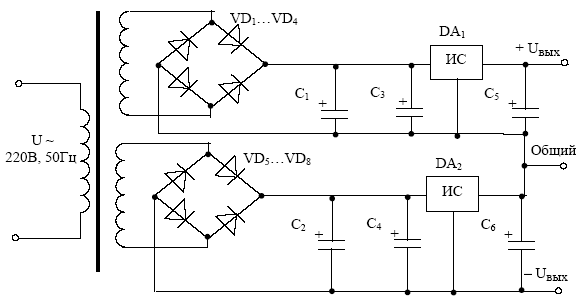 VD₁…VD₄
DA₁
ИС
+ Uвых
C₁
+
C₃
+
C₅
+
U ~
220В, 50Гц
Общий
VD₅…VD₈
DA₂
ИС
C₂
+
C₄
+
C₆
+
– Uвых